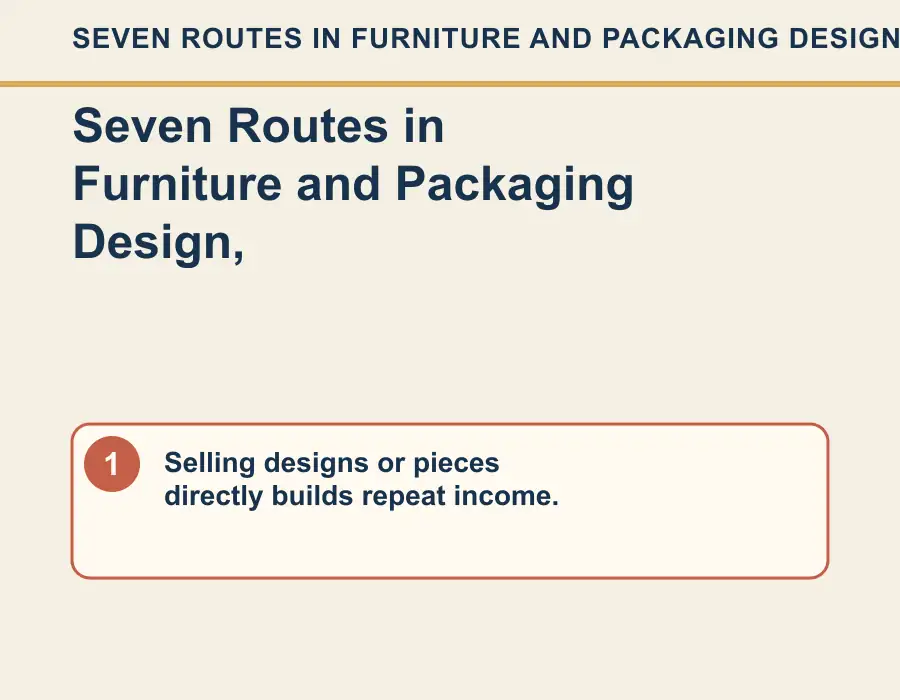 SEVEN ROUTES IN FURNITURE AND PACKAGING DESIGN
Seven Routes in
Furniture and Packaging
Design,
1
Selling designs or pieces
directly builds repeat income.